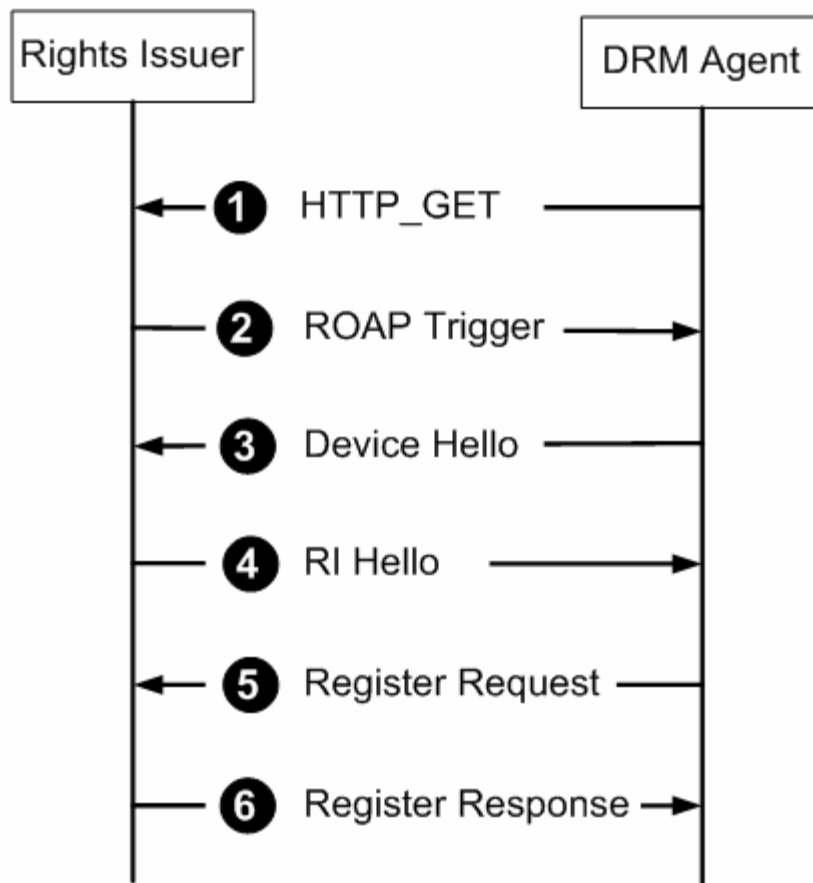 Rights Issuer
DRM Agent
1 HTTP_GET
2 ROAP Trigger
3 Device Hello
4 RI Hello
5 Register Request
6 Register Response